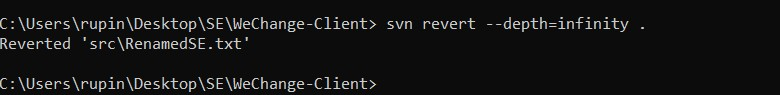 C:\Users\rupin\Desktop\SE\WeChange-Client> svn revert --depth=infinity .
Reverted 'src\RenamedSE.txt'
C:\Users\rupin\Desktop\SE\WeChange-Client>